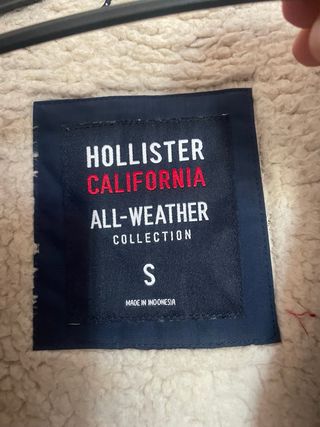 HOLLISTER
CALIFORNIA
ALL-WEATHER
COLLECTION
S
MADE IN INDONESIA